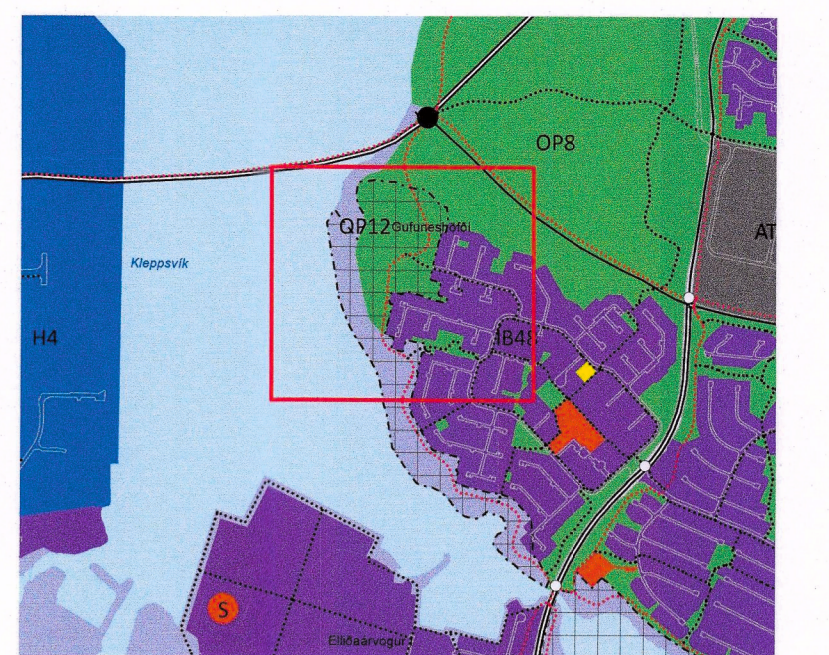 OP8
AT
OP12
Gufuneshöfði
Kleppsvík
H4
ÍB48
S
Elliðaárvogur